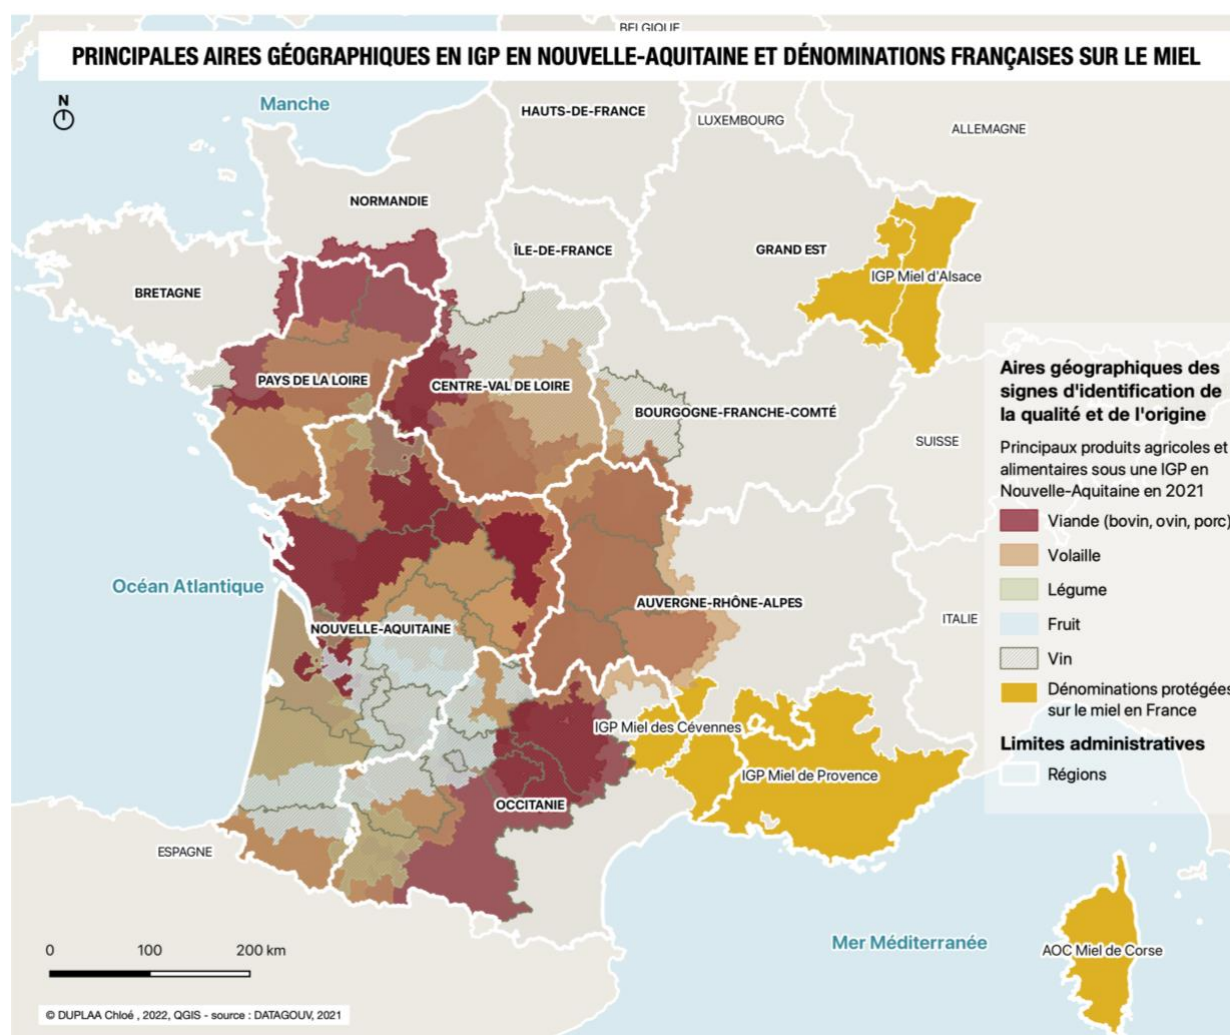 BELGIQUE
PRINCIPALES AIRES GÉOGRAPHIQUES EN IGP EN NOUVELLE-AQUITAINE ET DÉNOMINATIONS FRANÇAISES SUR LE MIEL
N
Manche
HAUTS-DE-FRANCE
LUXEMBOURG
ALLEMAGNE
NORMANDIE
ÎLE-DE-FRANCE
GRAND EST
IGP Miel d'Alsace
BRETAGNE
PAYS DE LA LOIRE
CENTRE-VAL DE LOIRE
BOURGOGNE-FRANCHE-COMTÉ
SUISSE
Océan Atlantique
NOUVELLE-AQUITAINE
AUVERGNE-RHÔNE-ALPES
ITALIE
IGP Miel des Cévennes
IGP Miel de Provence
OCCITANIE
ESPAGNE
Mer Méditerranée
AOC Miel de Corse
Aires géographiques des
signes d'identification de
la qualité et de l'origine
Principaux produits agricoles et
alimentaires sous une IGP en
Nouvelle-Aquitaine en 2021
Viande (bovin, ovin, porc)
Volaille
Légume
Fruit
Vin
Dénominations protégées
sur le miel en France
Limites administratives
Régions
0 100 200 km
© DUPLAA Chloé , 2022, QGIS - source : DATAGOUV, 2021